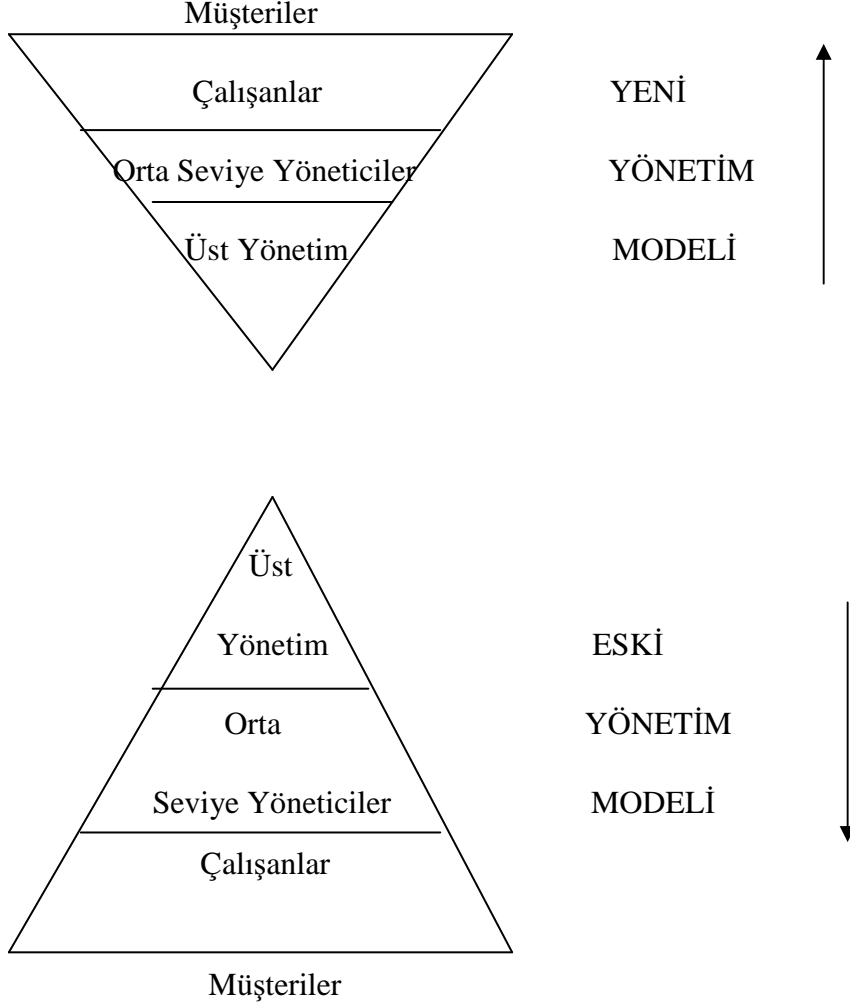 Müşteriler
Çalışanlar YENİ
Orta Seviye Yöneticiler YÖNETİM
Üst Yönetim MODELİ
Üst
Yönetim ESKİ
Orta YÖNETİM
Seviye Yöneticiler MODELİ
Çalışanlar
Müşteriler